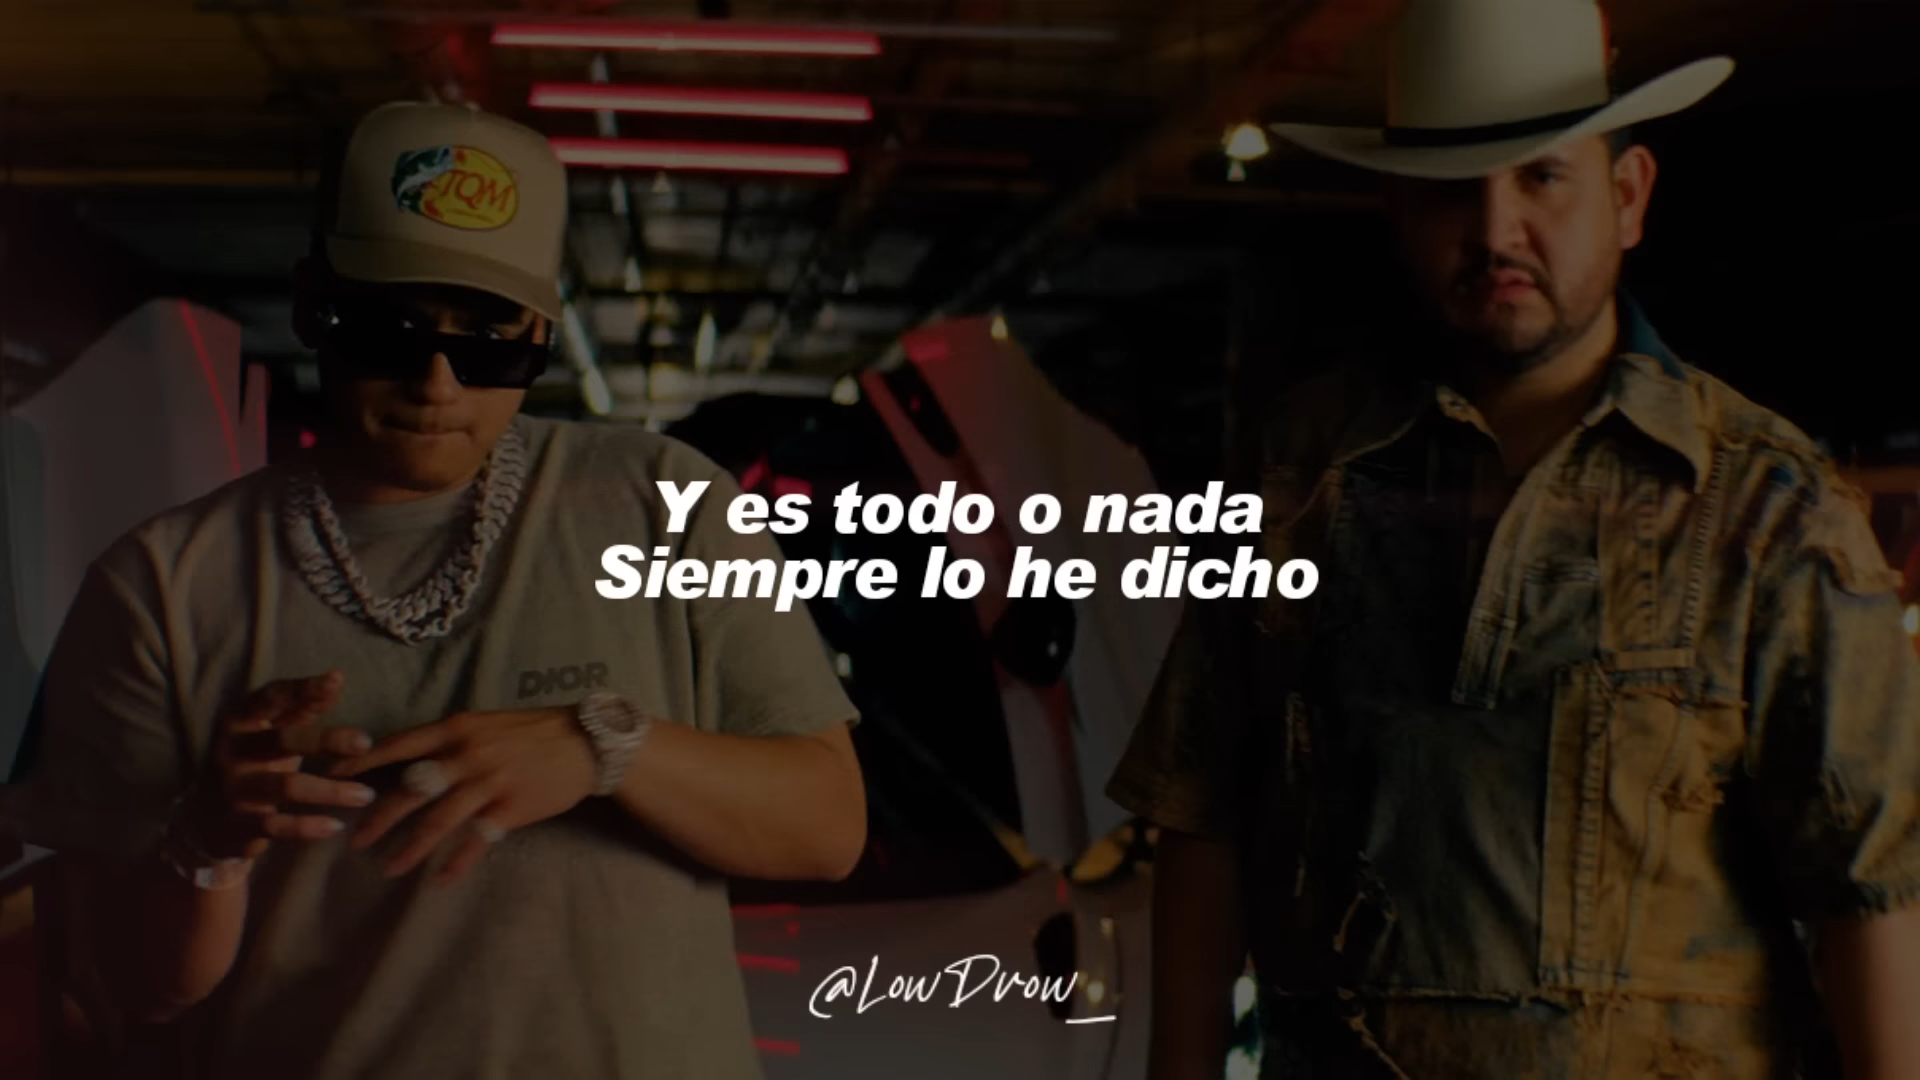 TQM
Y es todo o nada
Siempre lo he dicho
DIOR
@LowDrow_